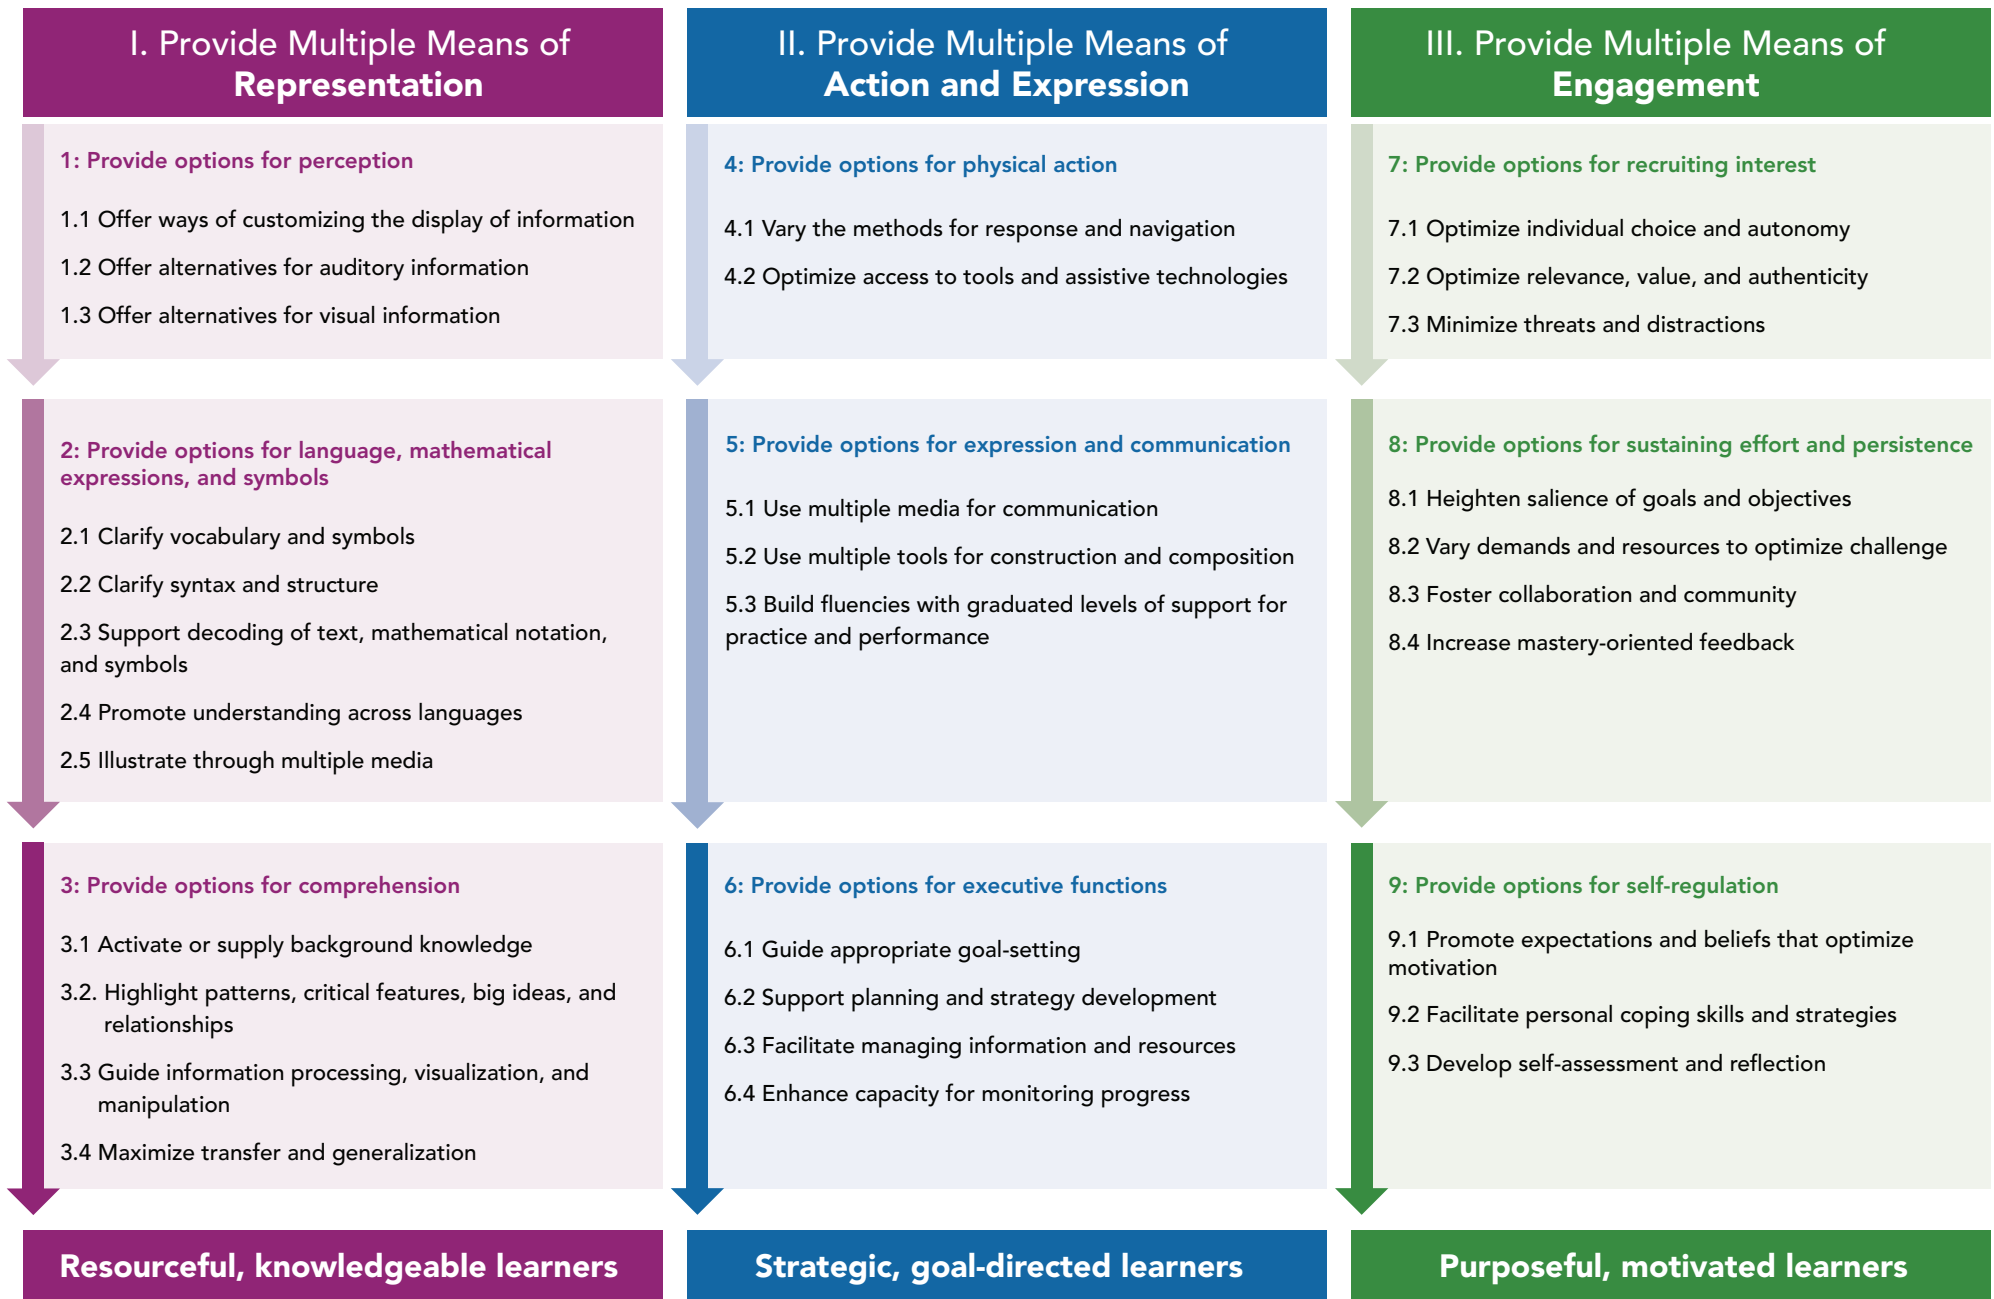 I. Provide Multiple Means of
Representation
1: Provide options for perception
1.1 Offer ways of customizing the display of information
1.2 Offer alternatives for auditory information
1.3 Offer alternatives for visual information
2: Provide options for language, mathematical
expressions, and symbols
2.1 Clarify vocabulary and symbols
2.2 Clarify syntax and structure
2.3 Support decoding of text, mathematical notation,
and symbols
2.4 Promote understanding across languages
2.5 Illustrate through multiple media
3: Provide options for comprehension
3.1 Activate or supply background knowledge
3.2. Highlight patterns, critical features, big ideas, and
relationships
3.3 Guide information processing, visualization, and
manipulation
3.4 Maximize transfer and generalization
Resourceful, knowledgeable learners
II. Provide Multiple Means of
Action and Expression
4: Provide options for physical action
4.1 Vary the methods for response and navigation
4.2 Optimize access to tools and assistive technologies
5: Provide options for expression and communication
5.1 Use multiple media for communication
5.2 Use multiple tools for construction and composition
5.3 Build fluencies with graduated levels of support for
practice and performance
6: Provide options for executive functions
6.1 Guide appropriate goal-setting
6.2 Support planning and strategy development
6.3 Facilitate managing information and resources
6.4 Enhance capacity for monitoring progress
Strategic, goal-directed learners
III. Provide Multiple Means of
Engagement
7: Provide options for recruiting interest
7.1 Optimize individual choice and autonomy
7.2 Optimize relevance, value, and authenticity
7.3 Minimize threats and distractions
8: Provide options for sustaining effort and persistence
8.1 Heighten salience of goals and objectives
8.2 Vary demands and resources to optimize challenge
8.3 Foster collaboration and community
8.4 Increase mastery-oriented feedback
9: Provide options for self-regulation
9.1 Promote expectations and beliefs that optimize
motivation
9.2 Facilitate personal coping skills and strategies
9.3 Develop self-assessment and reflection
Purposeful, motivated learners